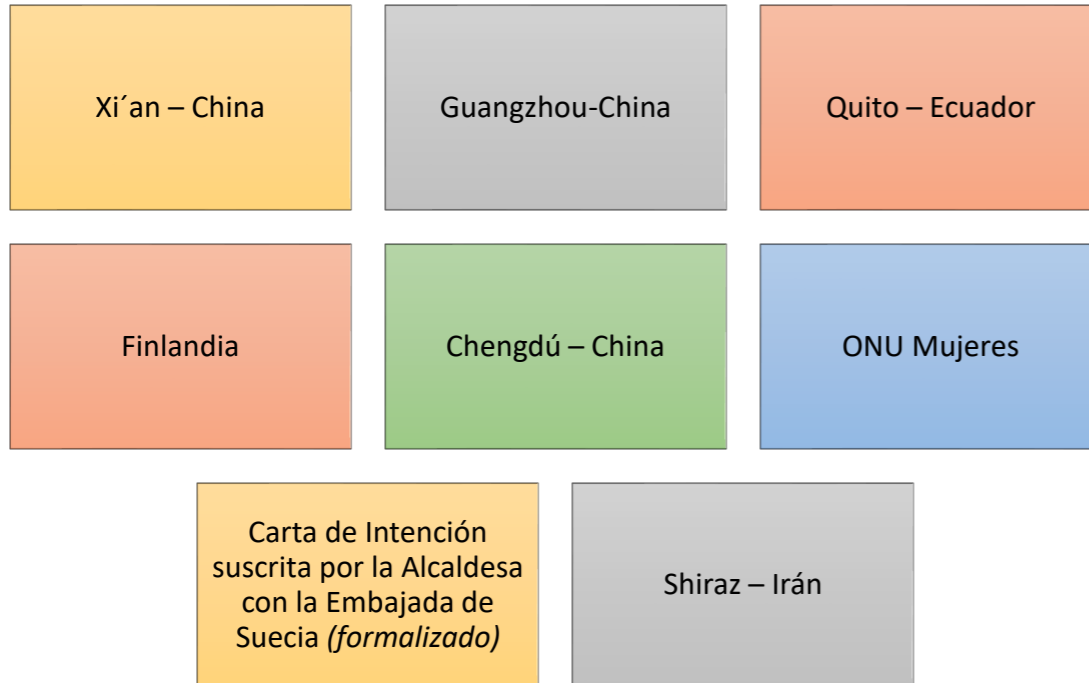 Xi´an – China
Guangzhou-China
Quito – Ecuador
Finlandia
Chengdú – China
ONU Mujeres
Carta de Intención
suscrita por la Alcaldesa
con la Embajada de
Suecia (formalizado)
Shiraz – Irán